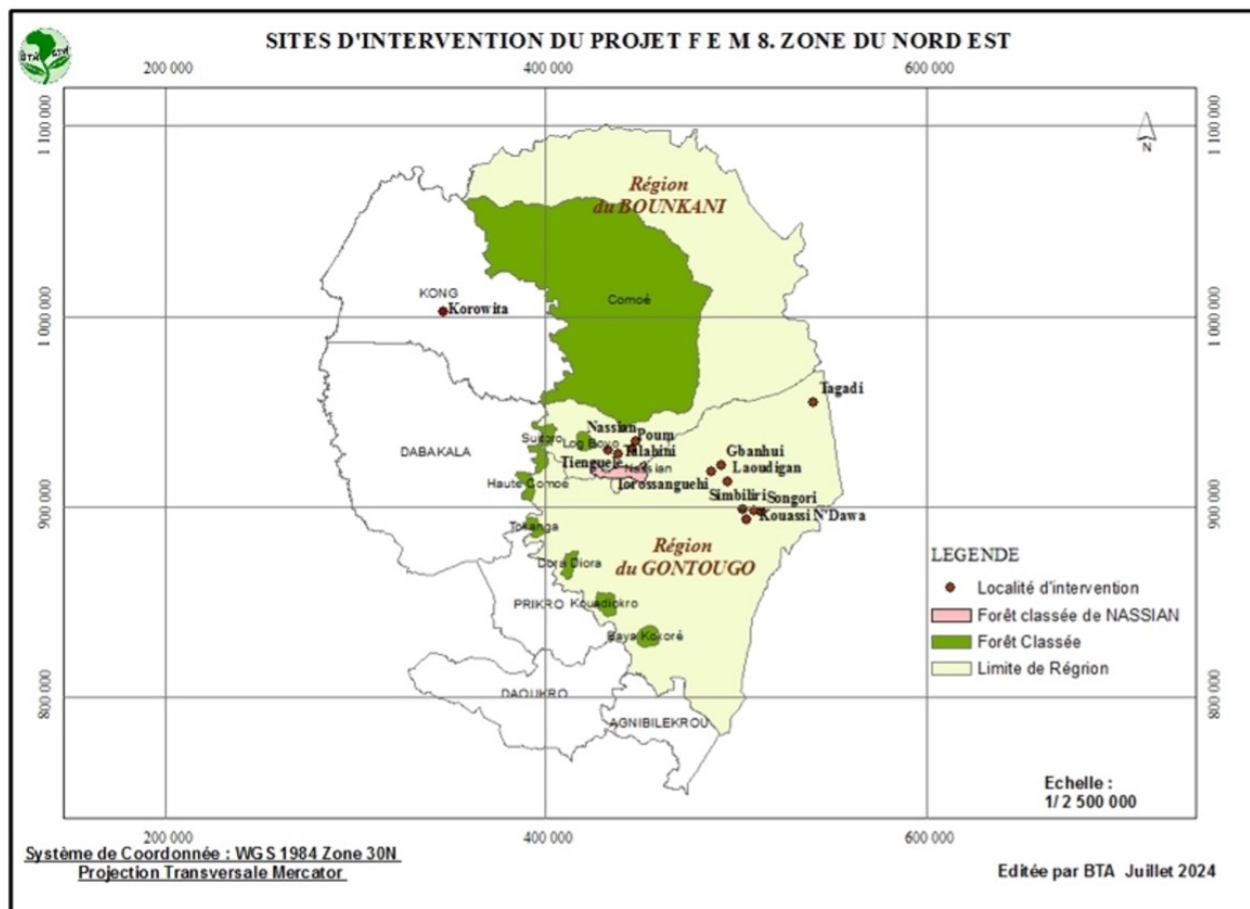 BTA
SITES D'INTERVENTION DU PROJET F E M 8. ZONE DU NORD EST
200 000
400 000
600 000
1 100 000
1 100 000
N
Région
du BOUNKANI
Comoé
KONG
Korowita
1 000 000
1 000 000
Tagadi
Nassian
Poum
Suitoro
Log Bovo
Talahini
DABAKALA
Tienguele
Nassian
Gbanhui
Laoudigan
Haute Comoé
Torossanguehi
Simbiliri
Songori
900 000
900 000
Kouassi N'Dawa
Tokanga
Région
du GONTOUGO
Dora Diora
PRIKRO
Kouadiokro
Baya Kokoré
LEGENDE
Localité d'intervention
Forêt classée de NASSIAN
Forêt Classée
Limite de Régrion
DAOUKRO
800 000
800 000
AGNIBILEKROU
Echelle :
1/ 2 500 000
200 000
400 000
600 000
Système de Coordonnée : WGS 1984 Zone 30N
Projection Transversale Mercator
Editée par BTA Juillet 2024